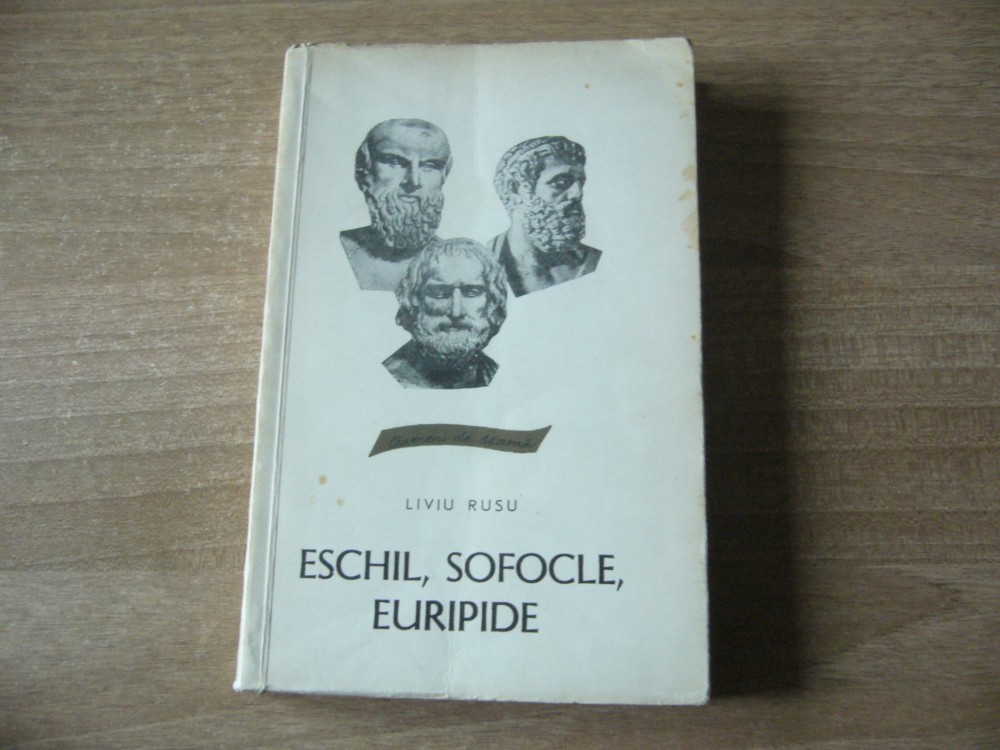 Oameni de seamă
LIVIU RUSU
ESCHIL, SOFOCLE,
EURIPIDE